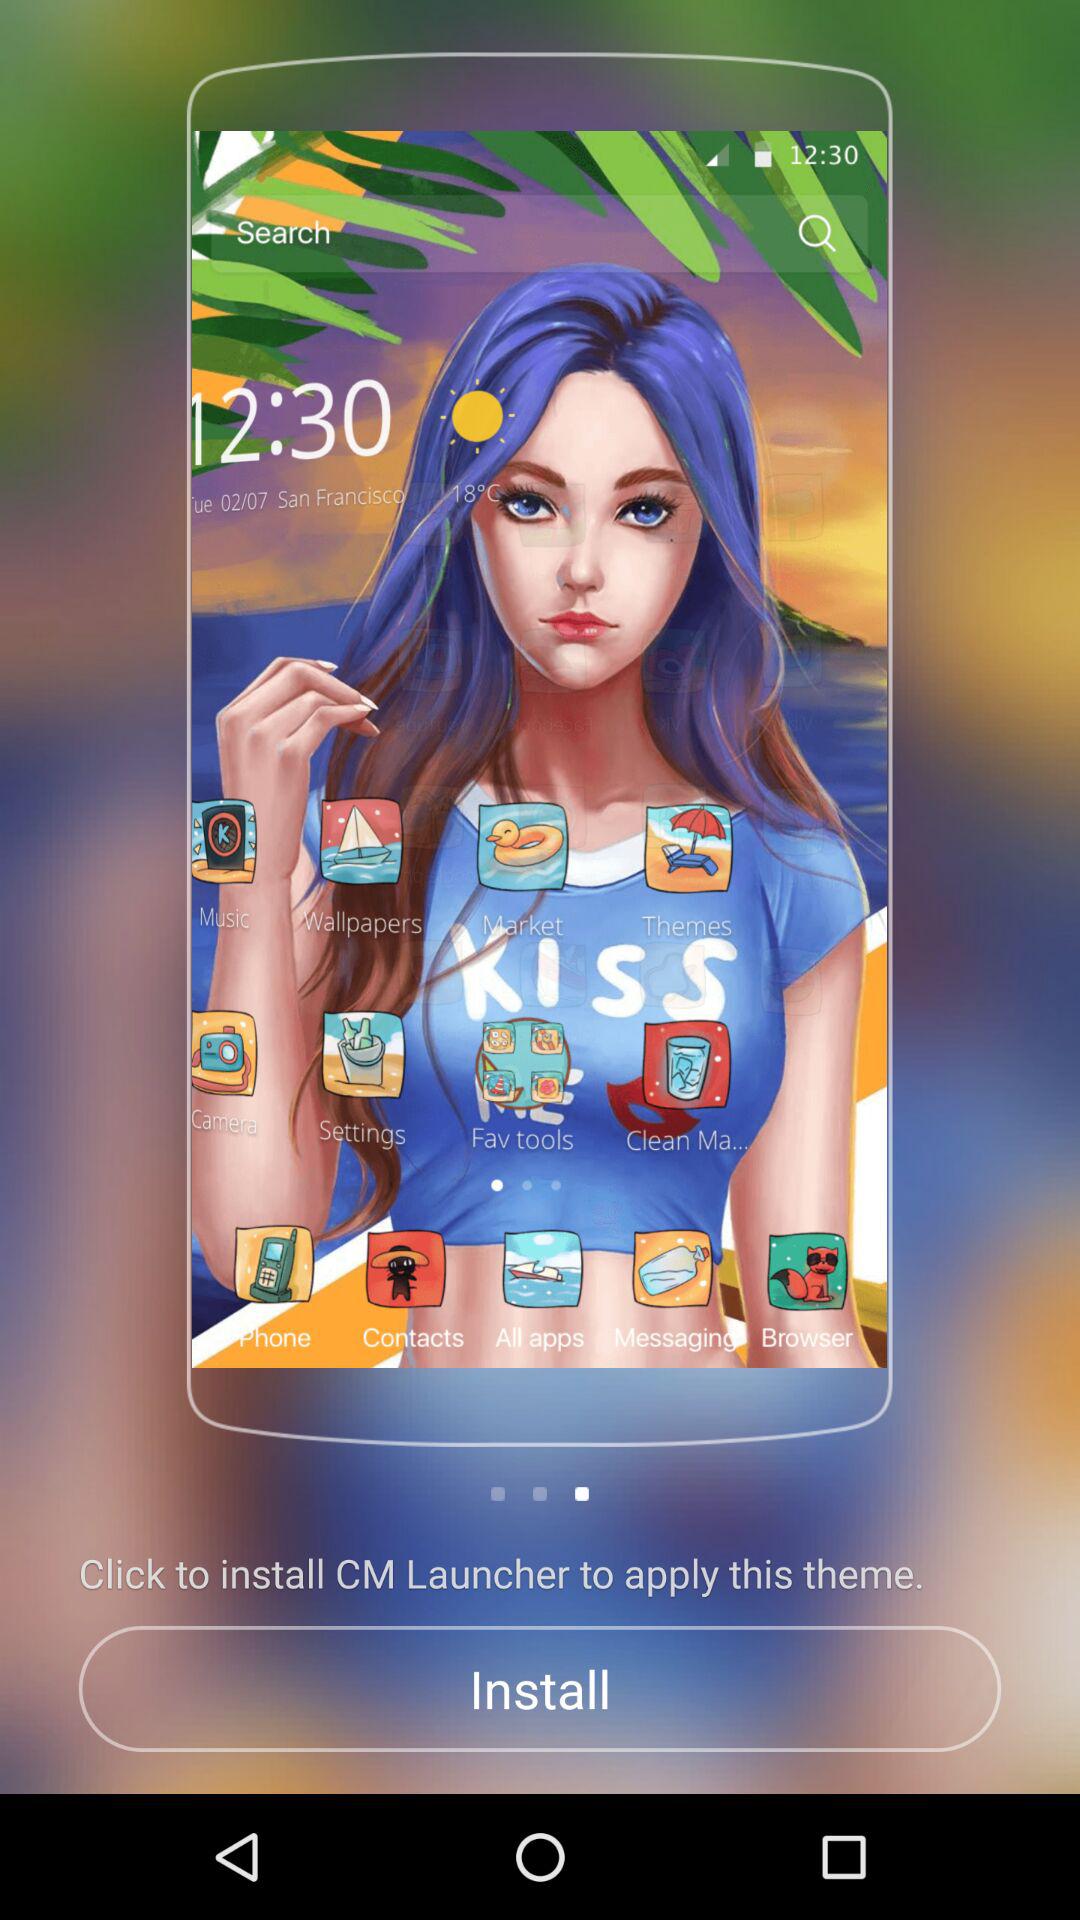 12:30
Search
12:30
Tue 02/07 San Francisco 18°C
K
Music Wallpapers Market Themes
KISS
ME
Camera Settings Fav tools Clean Ma...
Phone Contacts All apps Messaging Browser
Click to install CM Launcher to apply this theme.
Install